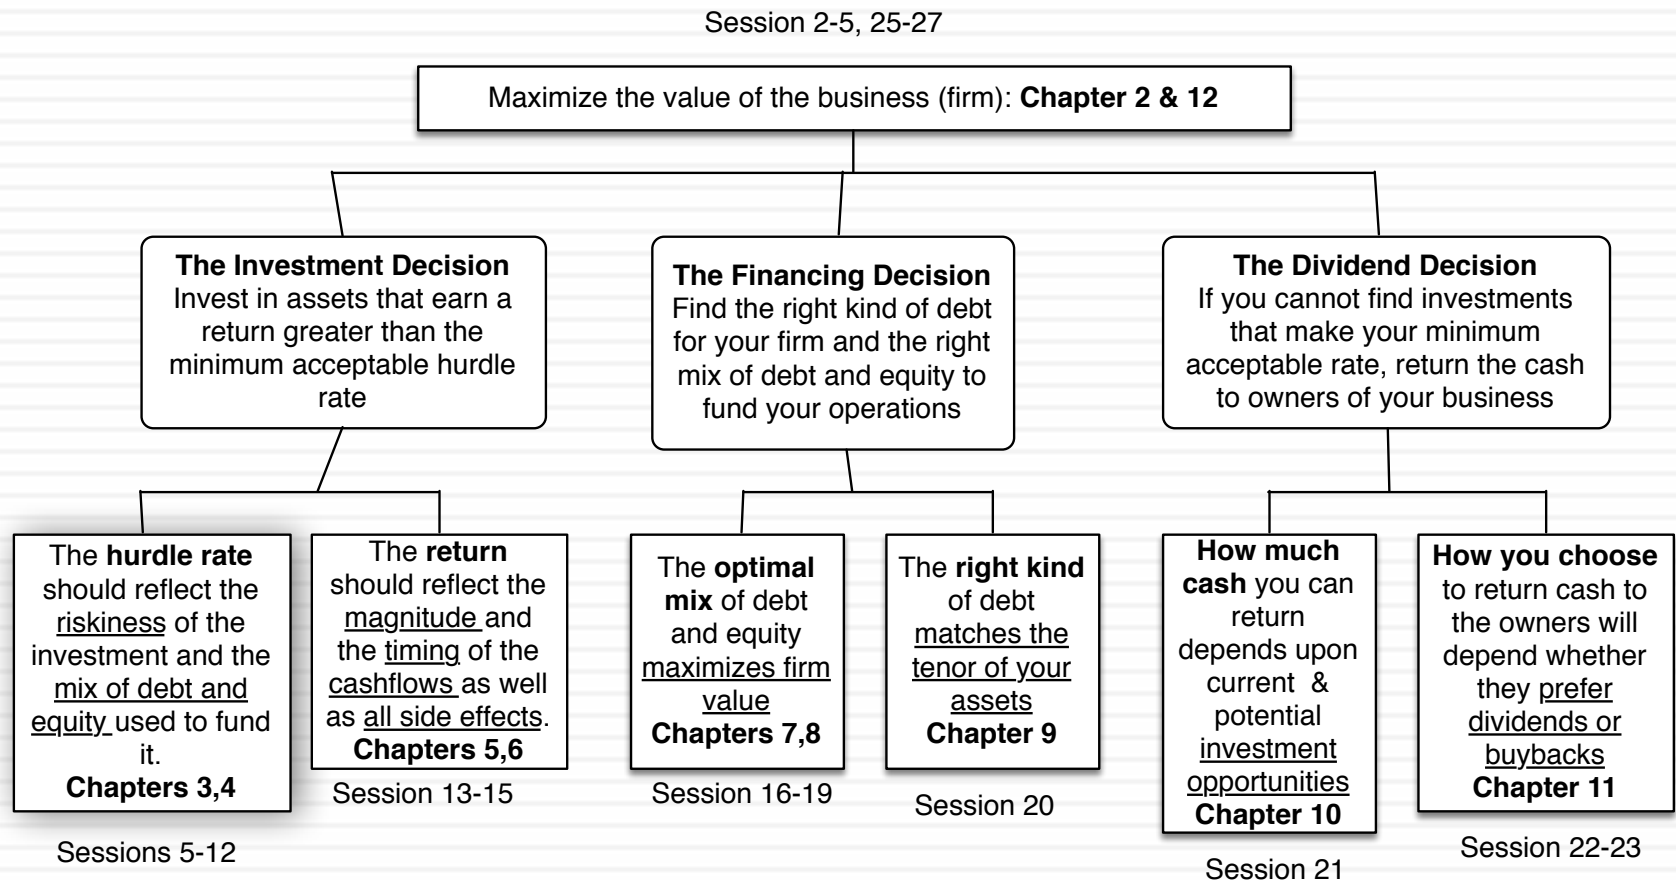 Session 2-5, 25-27
Maximize the value of the business (firm): Chapter 2 & 12
The Investment Decision
Invest in assets that earn a
return greater than the
minimum acceptable hurdle
rate
The Financing Decision
Find the right kind of debt
for your firm and the right
mix of debt and equity to
fund your operations
The Dividend Decision
If you cannot find investments
that make your minimum
acceptable rate, return the cash
to owners of your business
The hurdle rate
should reflect the
riskiness of the
investment and the
mix of debt and
equity used to fund
it.
Chapters 3,4
Sessions 5-12
The return
should reflect the
magnitude and
the timing of the
cashflows as well
as all side effects.
Chapters 5,6
Session 13-15
The optimal
mix of debt
and equity
maximizes firm
value
Chapters 7,8
Session 16-19
The right kind
of debt
matches the
tenor of your
assets
Chapter 9
Session 20
How much
cash you can
return
depends upon
current &
potential
investment
opportunities
Chapter 10
Session 21
How you choose
to return cash to
the owners will
depend whether
they prefer
dividends or
buybacks
Chapter 11
Session 22-23